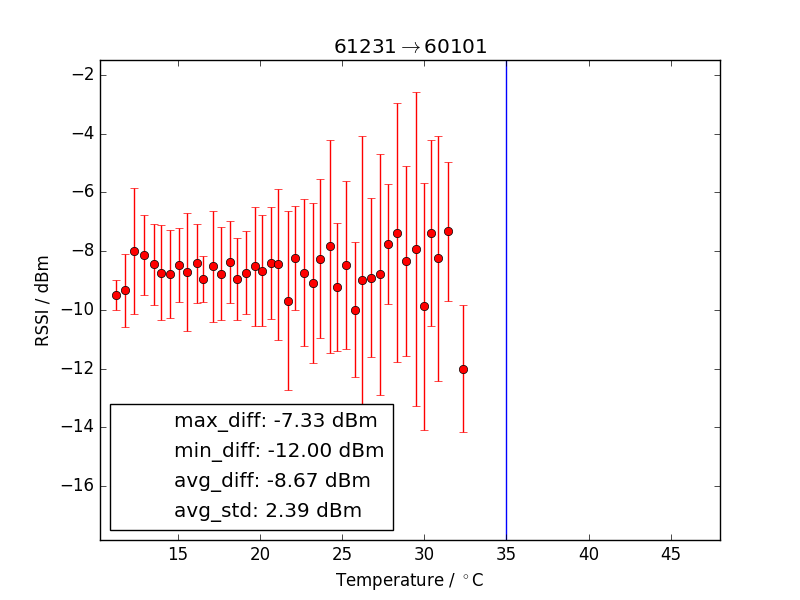 61231→60101
−2
−4
−6
−8
−10
−12
−14
−16
RSSI / dBm
max_diff: -7.33 dBm
min_diff: -12.00 dBm
avg_diff: -8.67 dBm
avg_std: 2.39 dBm
15 20 25 30 35 40 45
Temperature / °C